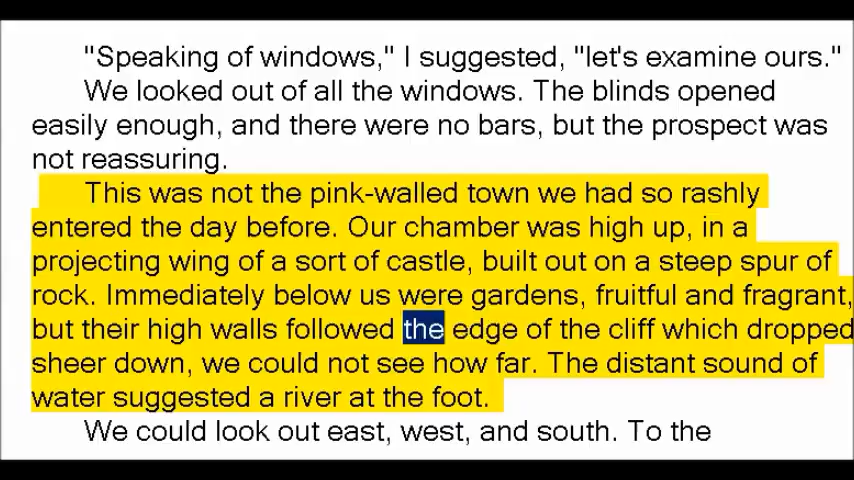 "Speaking of windows," I suggested, "let's examine ours."
We looked out of all the windows. The blinds opened
easily enough, and there were no bars, but the prospect was
not reassuring.
This was not the pink-walled town we had so rashly
entered the day before. Our chamber was high up, in a
projecting wing of a sort of castle, built out on a steep spur of
rock. Immediately below us were gardens, fruitful and fragrant,
but their high walls followed the edge of the cliff which dropped
sheer down, we could not see how far. The distant sound of
water suggested a river at the foot.
We could look out east, west, and south. To the